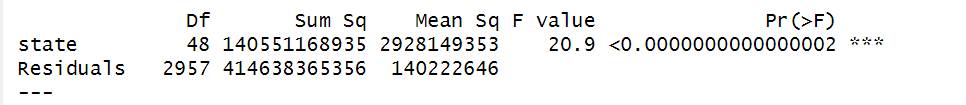 Df Sum Sq Mean Sq F value Pr(>F)
state 48 140551168935 2928149353 20.9 <0.0000000000000002 ***
Residuals 2957 414638365356 140222646
---